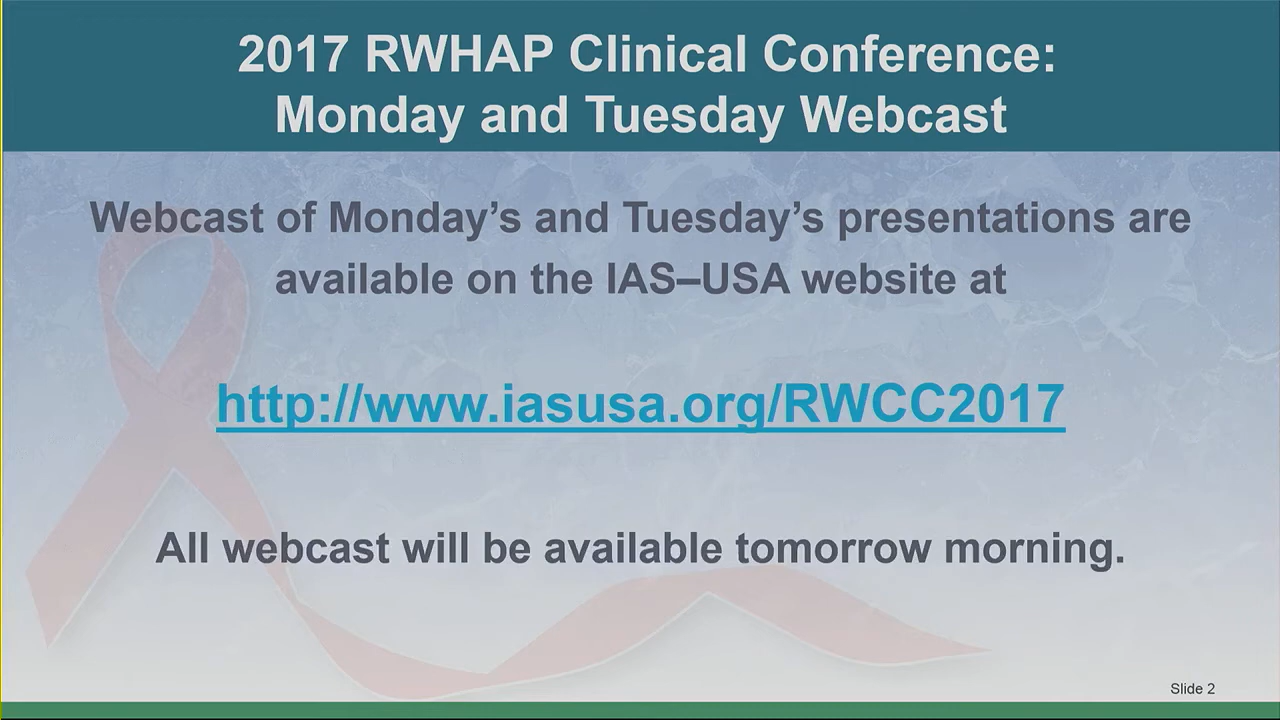 2017 RWHAP Clinical Conference:
Monday and Tuesday Webcast
Webcast of Monday’s and Tuesday’s presentations are
available on the IAS–USA website at
http://www.iasusa.org/RWCC2017
All webcast will be available tomorrow morning.
Slide 2